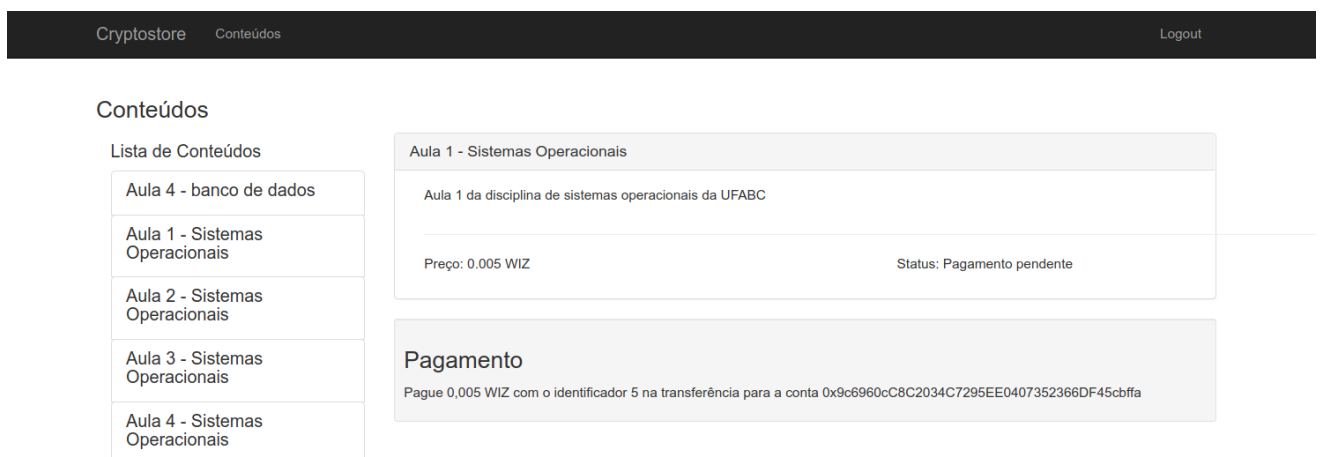 Cryptostore Conteúdos Logout
Conteúdos
Lista de Conteúdos
Aula 4 - banco de dados
Aula 1 - Sistemas
Operacionais
Aula 2 - Sistemas
Operacionais
Aula 3 - Sistemas
Operacionais
Aula 4 - Sistemas
Operacionais
Aula 1 - Sistemas Operacionais
Aula 1 da disciplina de sistemas operacionais da UFABC
Preço: 0.005 WIZ Status: Pagamento pendente
Pagamento
Pague 0,005 WIZ com o identificador 5 na transferência para a conta 0x9c6960cC8C2034C7295EE0407352366DF45cbffa